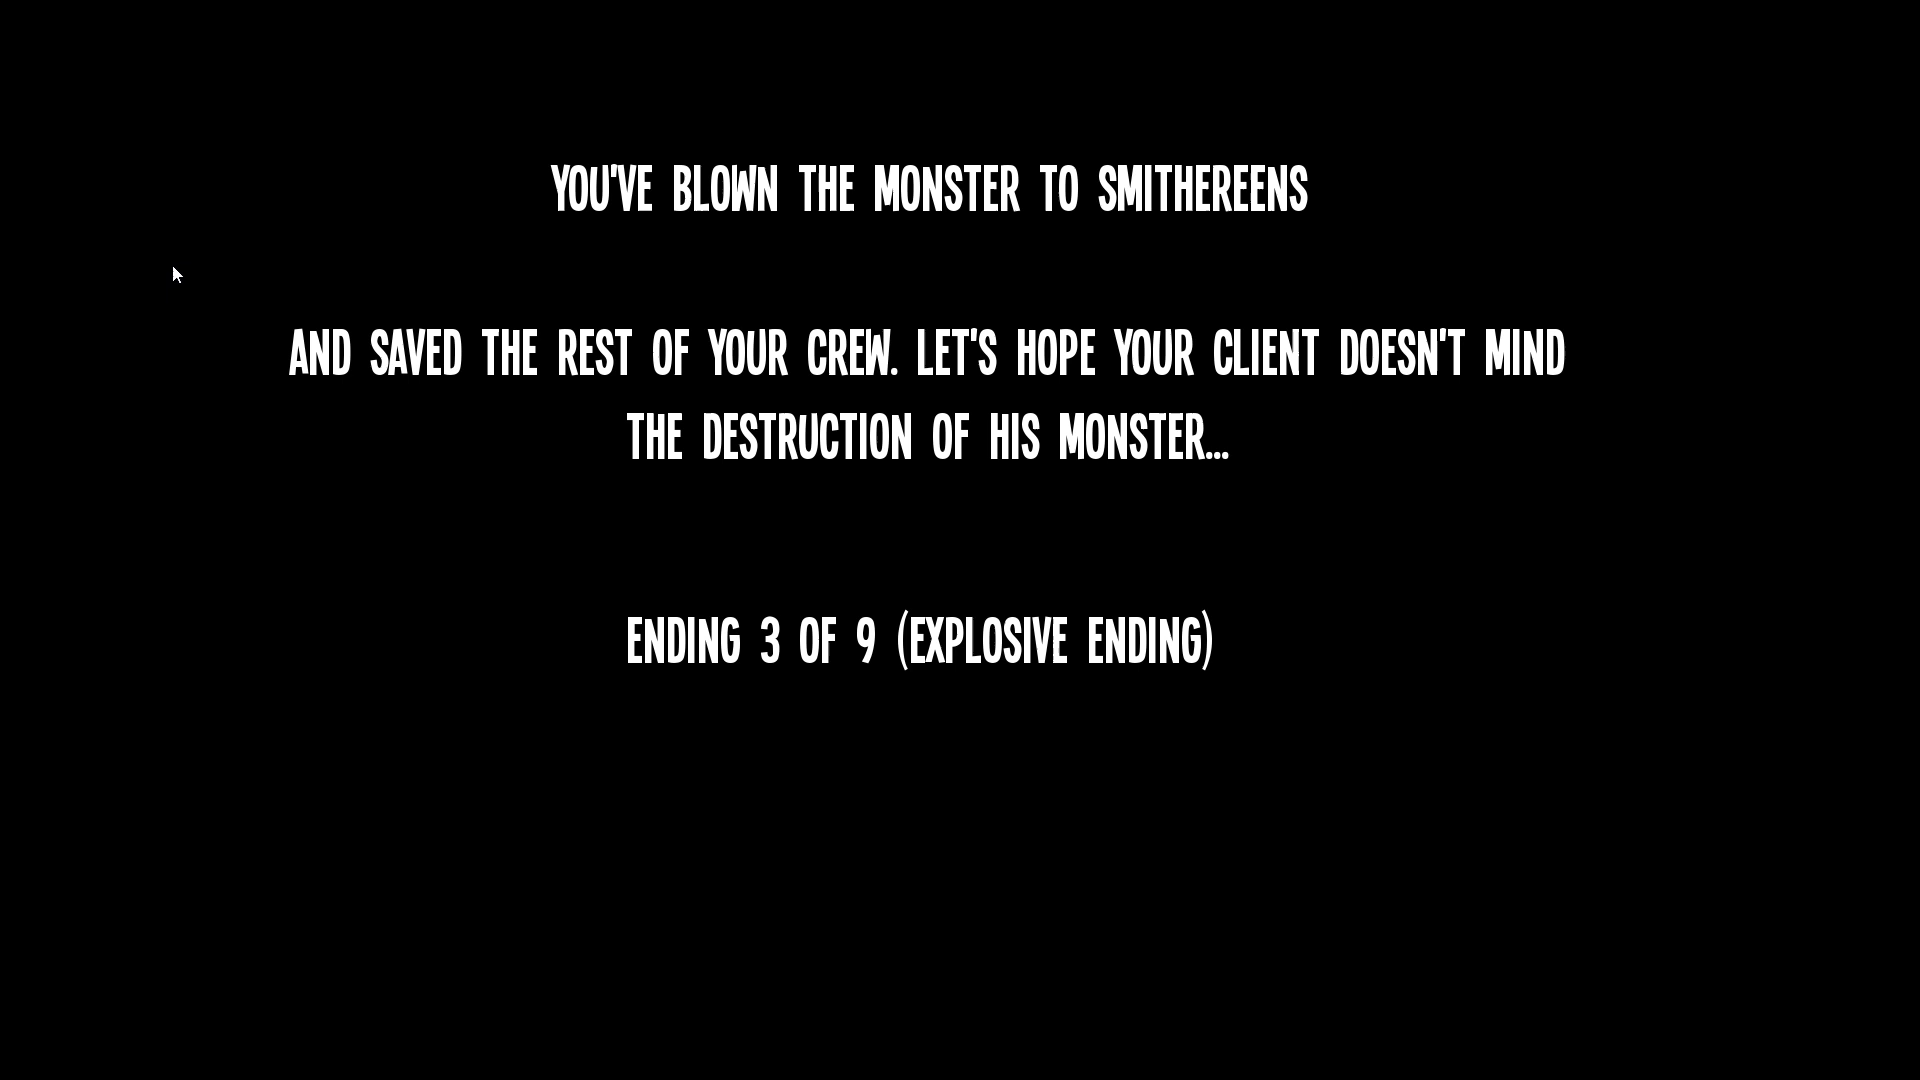 YOU'VE BLOWN THE MONSTER TO SMITHEREENS
AND SAVED THE REST OF YOUR CREW. LET'S HOPE YOUR CLIENT DOESN'T MIND
THE DESTRUCTION OF HIS MONSTER...
ENDING 3 OF 9 (EXPLOSIVE ENDING)